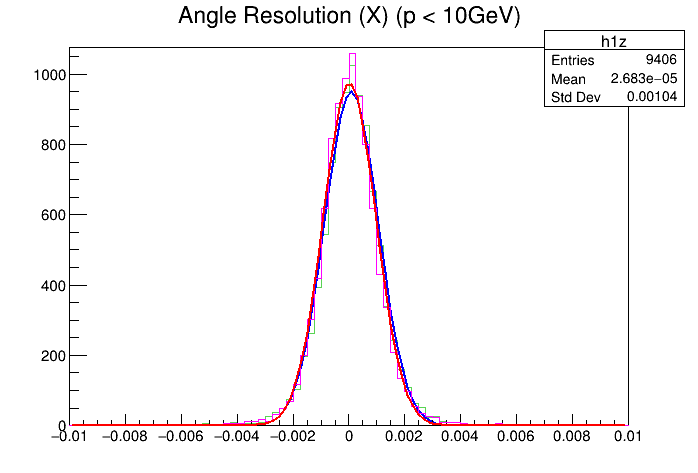 Angle Resolution (X) (p < 10GeV)
h1z
Entries 9406
Mean 2.683e−05
Std Dev 0.00104
1000
800
600
400
200
0
−0.01 −0.008 −0.006 −0.004 −0.002 0 0.002 0.004 0.006 0.008 0.01